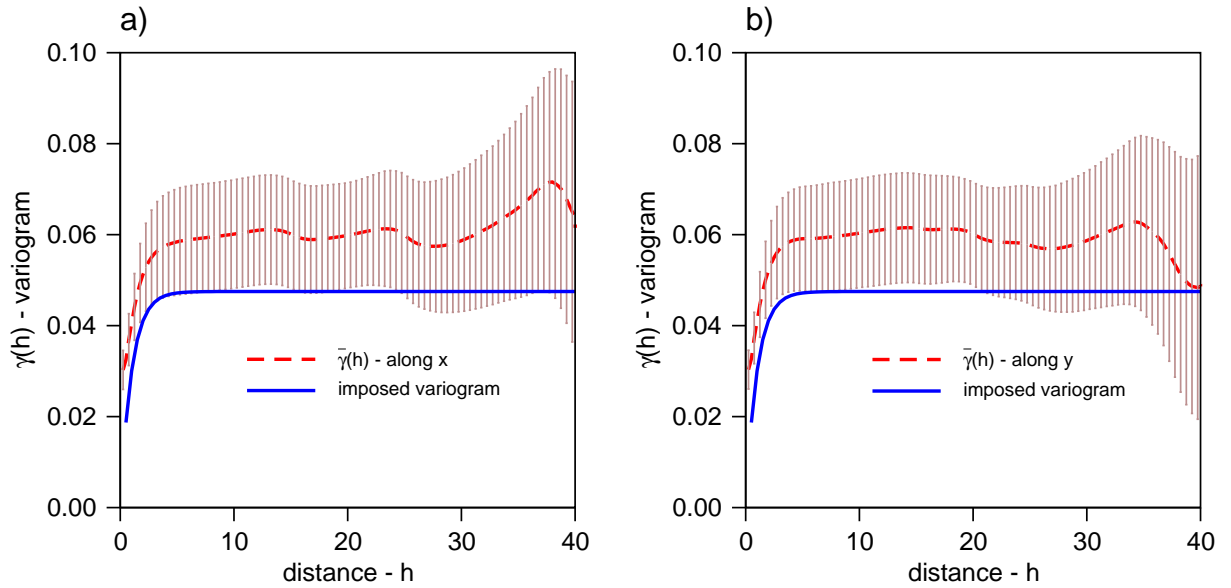 a)
0.10
0.08
0.06
0.04
0.02
0.00
γ(h) - variogram
γ̄(h) - along x
imposed variogram
0 10 20 30 40
distance - h
b)
0.10
0.08
0.06
0.04
0.02
0.00
γ(h) - variogram
γ̄(h) - along y
imposed variogram
0 10 20 30 40
distance - h